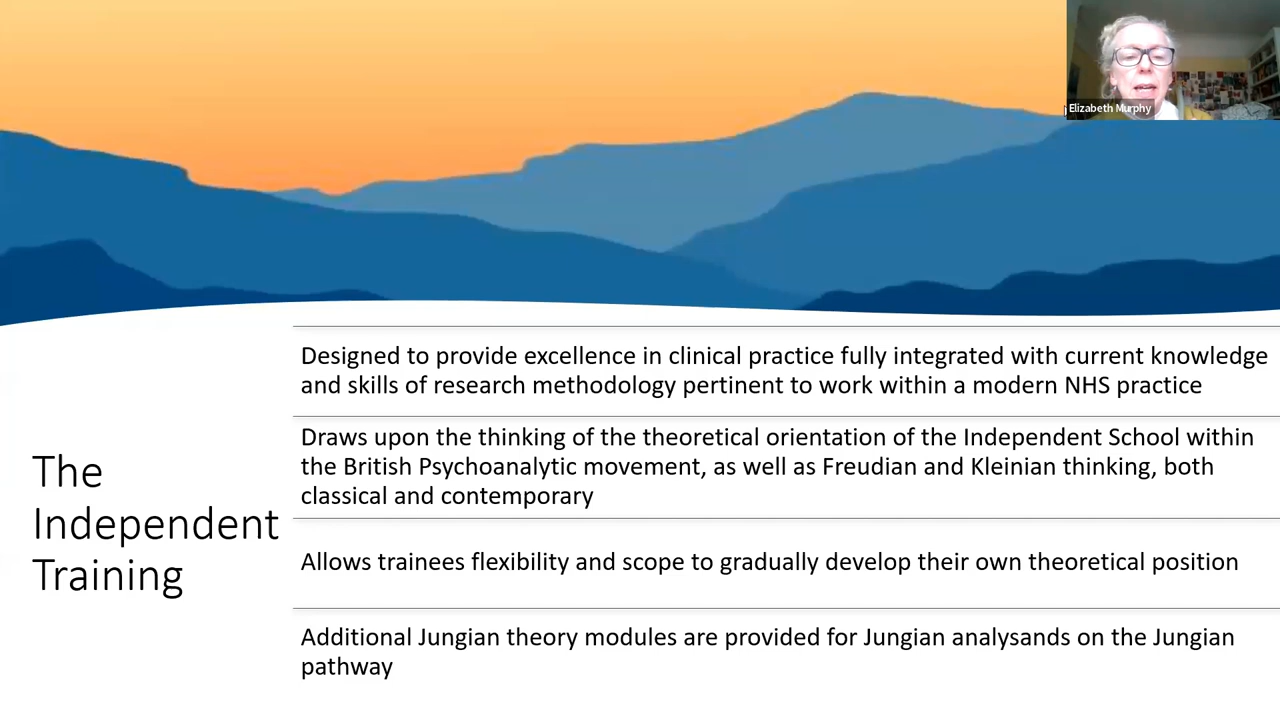 Elizabeth Murphy
Designed to provide excellence in clinical practice fully integrated with current knowledge
and skills of research methodology pertinent to work within a modern NHS practice
Draws upon the thinking of the theoretical orientation of the Independent School within
the British Psychoanalytic movement, as well as Freudian and Kleinian thinking, both
classical and contemporary
The
Independent
Training
Allows trainees flexibility and scope to gradually develop their own theoretical position
Additional Jungian theory modules are provided for Jungian analysands on the Jungian
pathway